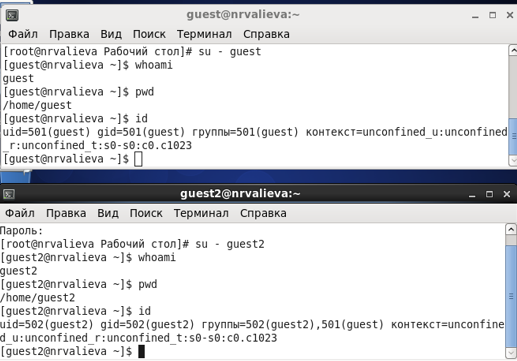 guest@nrvalieva:~
Файл Правка Вид Поиск Терминал Справка
[root@nrvalieva Рабочий стол]# su - guest
[guest@nrvalieva ~]$ whoami
guest
[guest@nrvalieva ~]$ pwd
/home/guest
[guest@nrvalieva ~]$ id
uid=501(guest) gid=501(guest) группы=501(guest) контекст=unconfined_u:unconfined
_r:unconfined_t:s0-s0:c0.c1023
[guest@nrvalieva ~]$
guest2@nrvalieva:~
Файл Правка Вид Поиск Терминал Справка
Пароль:
[root@nrvalieva Рабочий стол]# su - guest2
[guest2@nrvalieva ~]$ whoami
guest2
[guest2@nrvalieva ~]$ pwd
/home/guest2
[guest2@nrvalieva ~]$ id
uid=502(guest2) gid=502(guest2) группы=502(guest2),501(guest) контекст=unconfine
d_u:unconfined_r:unconfined_t:s0-s0:c0.c1023
[guest2@nrvalieva ~]$